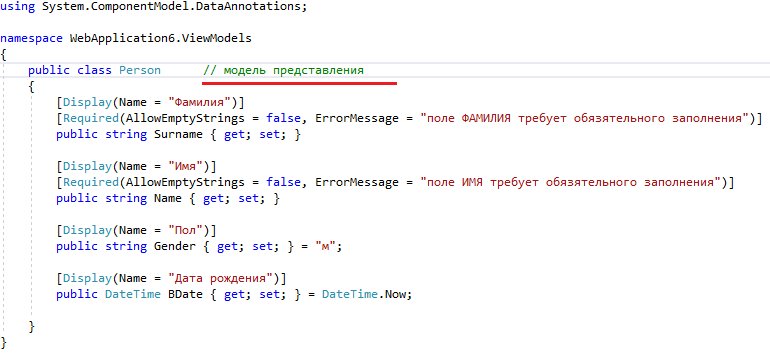 using System.ComponentModel.DataAnnotations;
namespace WebApplication6.ViewModels
{
public class Person // модель представления
{
[Display(Name = "Фамилия")]
[Required(AllowEmptyStrings = false, ErrorMessage = "поле ФАМИЛИЯ требует обязятельного заполнения")]
public string Surname { get; set; }
[Display(Name = "Имя")]
[Required(AllowEmptyStrings = false, ErrorMessage = "поле ИМЯ требует обязятельного заполнения")]
public string Name { get; set; }
[Display(Name = "Пол")]
public string Gender { get; set; } = "м";
[Display(Name = "Дата рождения")]
public DateTime BDate { get; set; } = DateTime.Now;
}
}